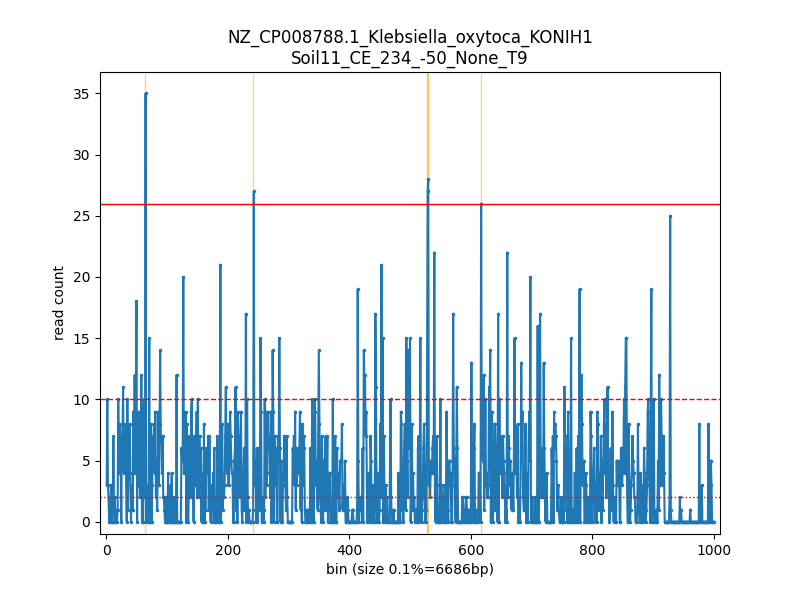 NZ_CP008788.1_Klebsiella_oxytoca_KONIH1
Soil11_CE_234_-50_None_T9
35
30
25
20
15
10
5
0
read count
0 200 400 600 800 1000
bin (size 0.1%=6686bp)